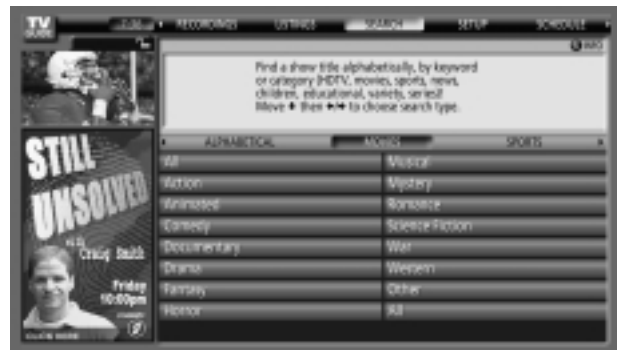 TV
GUIDE
RECORDINGS LISTINGS SEARCH SETUP SCHEDULE
INFO
Find a show title alphabetically, by keyword
or category (HDTV, movies, sports, news,
children, educational, variety, series)!
Move then to choose search type.
ALPHABETICAL MOVIES SPORTS
All Musical
Action Mystery
Animated Romance
Comedy Science Fiction
Documentary War
Drama Western
Fantasy Other
Horror All
STILL
UNSOLVED
with
Craig Smith
Friday
10:00pm
CLICK HERE